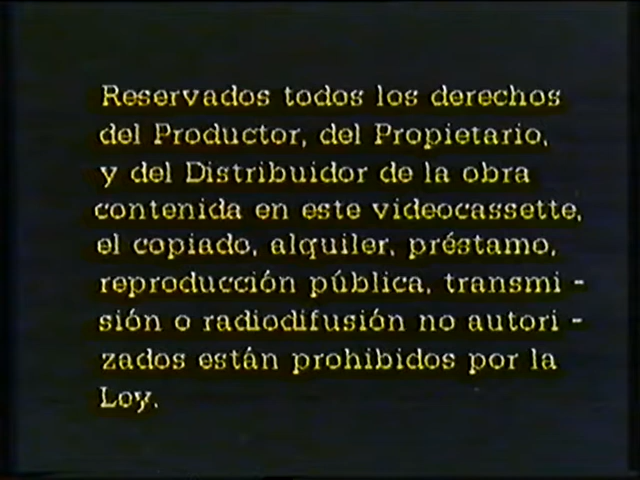 Reservados todos los derechos
del Productor, del Propietario,
y del Distribuidor de la obra
contenida en este videocassette,
el copiado, alquiler, préstamo,
reproducción pública, transmi -
sión o radiodifusión no autori -
zados están prohibidos por la
Ley.